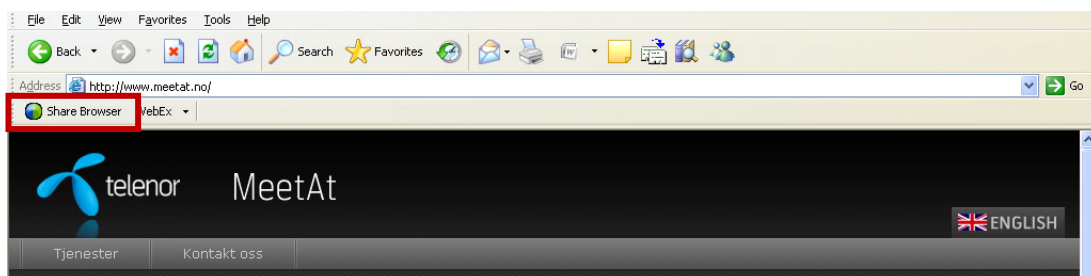 File Edit View Favorites Tools Help
Back Search Favorites
Address http://www.meetat.no/ Go
Share Browser WebEx
telenor MeetAt
ENGLISH
Tjenester Kontakt oss